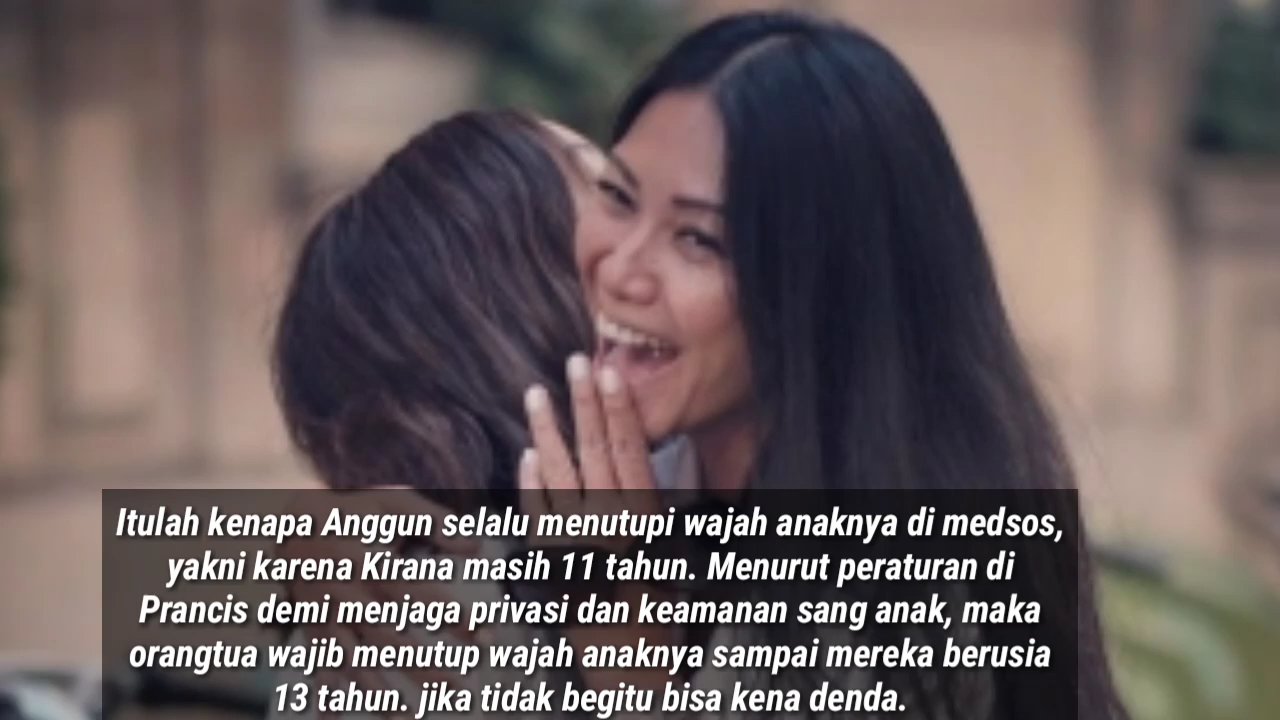 Itulah kenapa Anggun selalu menutupi wajah anaknya di medsos,
yakni karena Kirana masih 11 tahun. Menurut peraturan di
Prancis demi menjaga privasi dan keamanan sang anak, maka
orangtua wajib menutup wajah anaknya sampai mereka berusia
13 tahun. jika tidak begitu bisa kena denda.